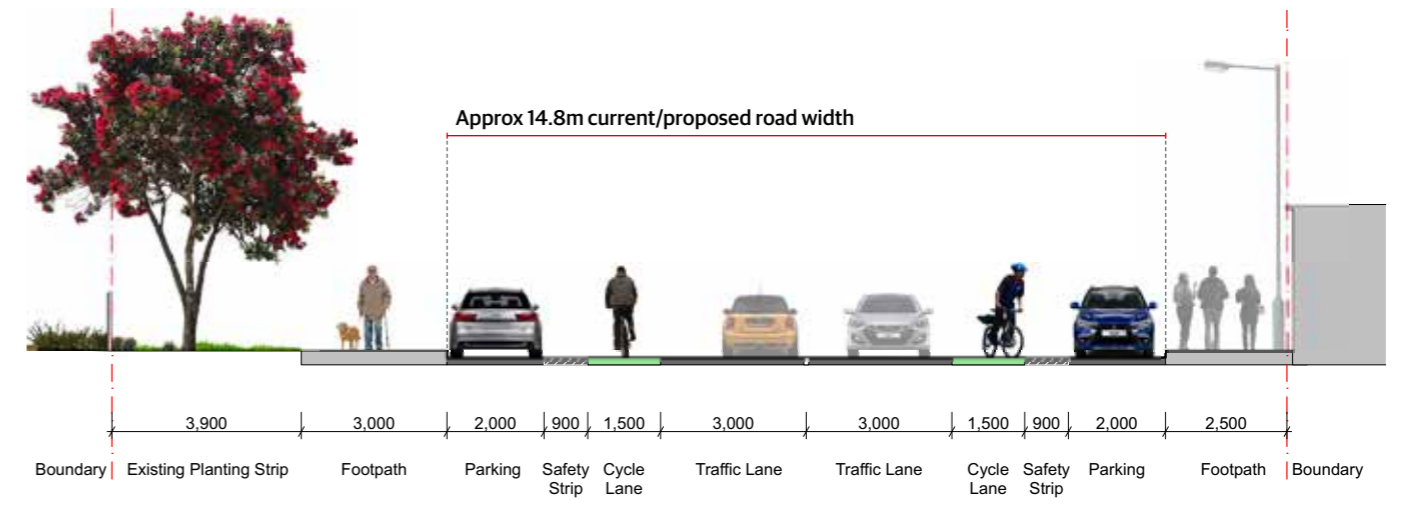 Approx 14.8m current/proposed road width
3,900 3,000 2,000 900 1,500 3,000 3,000 1,500 900 2,000 2,500
Boundary Existing Planting Strip Footpath Parking Safety Cycle Traffic Lane Traffic Lane Cycle Safety Parking Footpath Boundary
Strip Lane Lane Strip